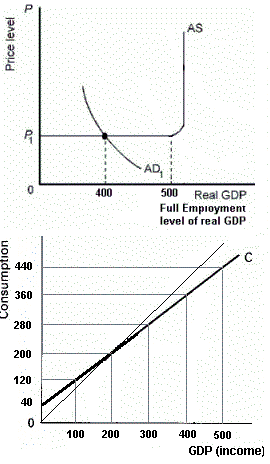 P
Price level
AS
P1
AD1
0
400
500
Real GDP
Full Employment
level of real GDP
Consumption
440
360
280
200
120
40
0
C
100
200
300
400
500
GDP (income)